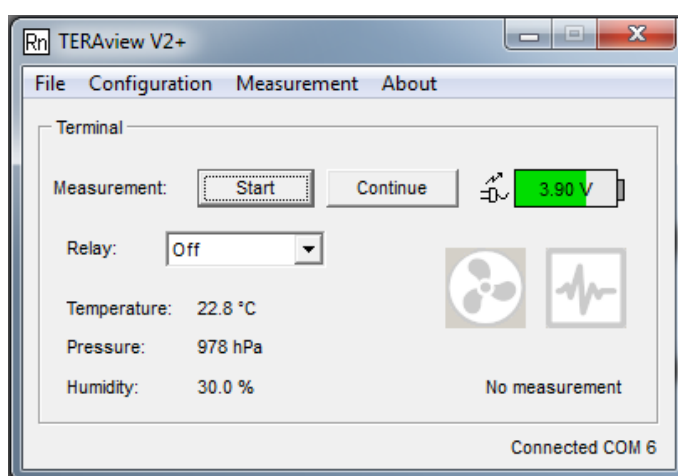 Rn TERAview V2+
File Configuration Measurement About
Terminal
Measurement: Start Continue 3.90 V
Relay: Off
Temperature: 22.8 °C
Pressure: 978 hPa
Humidity: 30.0 % No measurement
Connected COM 6